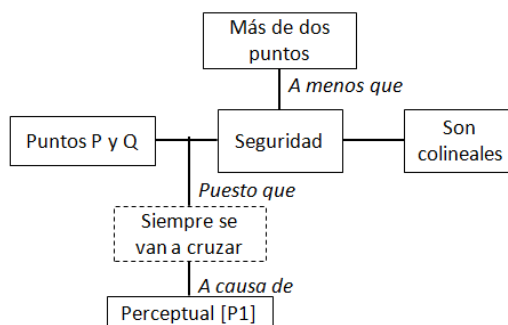 Más de dos
puntos
A menos que
Puntos P y Q
Seguridad
Son
colineales
Puesto que
Siempre se
van a cruzar
A causa de
Perceptual [P1]